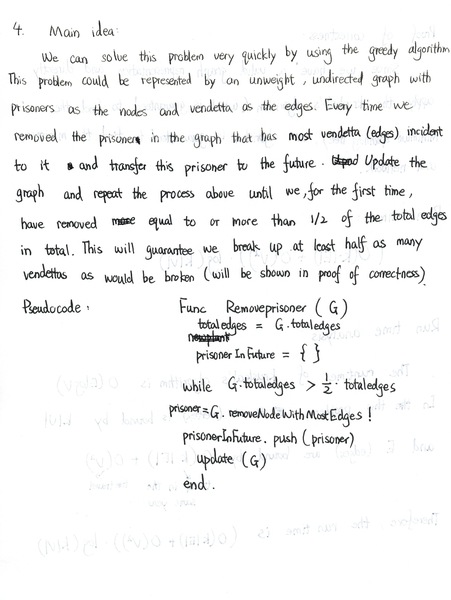 4. Main idea:
We can solve this problem very quickly by using the greedy algorithm
This problem could be represented by an unweight, undirected graph with
prisoners as the nodes and vendetta as the edges. Every time we
removed the prisoner in the graph that has most vendetta (edges) incident
to it and transfer this prisoner to the future. Update the
graph and repeat the process above until we, for the first time,
have removed equal to or more than 1/2 of the total edges
in total. This will guarantee we break up at least half as many
vendettas as would be broken (will be shown in proof of correctness)
Pseudocode: Func Removeprisoner (G)
totaledges = G.totaledges
prisonerInFuture = { }
while G.totaledges > 1/2 · totaledges
prisoner = G.removeNodeWithMostEdges!
prisonerInFuture.push (prisoner)
update (G)
end.